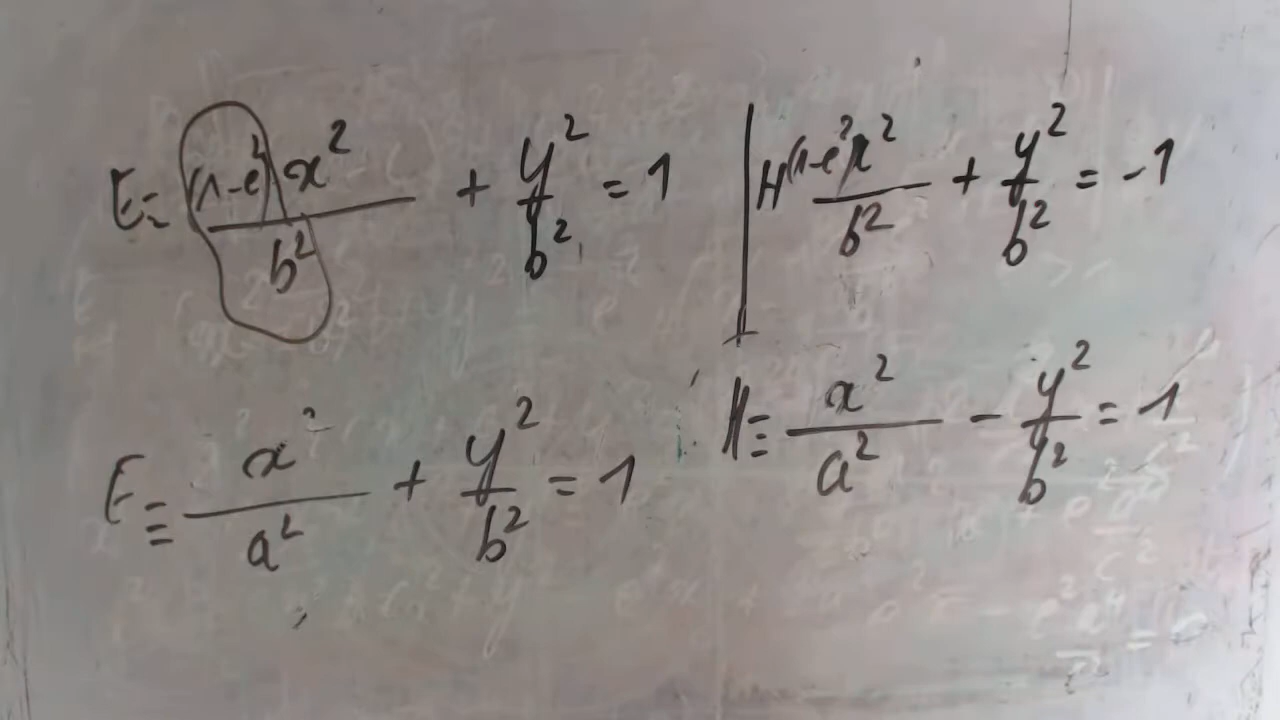 E= (1-e²)x²/b² + y²/b² = 1
H (1-e²)x²/b² + y²/b² = -1
E≡ x²/a² + y²/b² = 1
H≡ x²/a² - y²/b² = 1